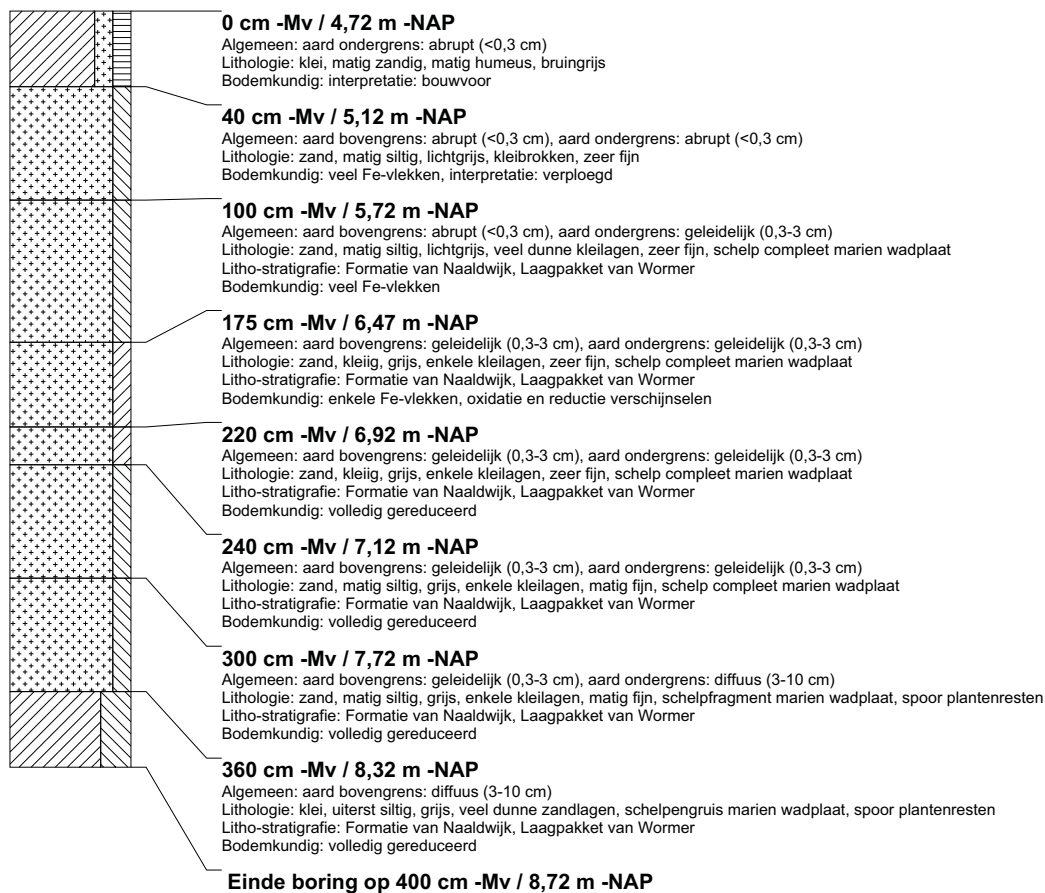 0 cm -Mv / 4,72 m -NAP
Algemeen: aard ondergrens: abrupt (<0,3 cm)
Lithologie: klei, matig zandig, matig humeus, bruingrijs
Bodemkundig: interpretatie: bouwvoor
40 cm -Mv / 5,12 m -NAP
Algemeen: aard bovengrens: abrupt (<0,3 cm), aard ondergrens: abrupt (<0,3 cm)
Lithologie: zand, matig siltig, lichtgrijs, kleibrokken, zeer fijn
Bodemkundig: veel Fe-vlekken, interpretatie: verploegd
100 cm -Mv / 5,72 m -NAP
Algemeen: aard bovengrens: abrupt (<0,3 cm), aard ondergrens: geleidelijk (0,3-3 cm)
Lithologie: zand, matig siltig, lichtgrijs, veel dunne kleilagen, zeer fijn, schelp compleet marien wadplaat
Litho-stratigrafie: Formatie van Naaldwijk, Laagpakket van Wormer
Bodemkundig: veel Fe-vlekken
175 cm -Mv / 6,47 m -NAP
Algemeen: aard bovengrens: geleidelijk (0,3-3 cm), aard ondergrens: geleidelijk (0,3-3 cm)
Lithologie: zand, kleiig, grijs, enkele kleilagen, zeer fijn, schelp compleet marien wadplaat
Litho-stratigrafie: Formatie van Naaldwijk, Laagpakket van Wormer
Bodemkundig: enkele Fe-vlekken, oxidatie en reductie verschijnselen
220 cm -Mv / 6,92 m -NAP
Algemeen: aard bovengrens: geleidelijk (0,3-3 cm), aard ondergrens: geleidelijk (0,3-3 cm)
Lithologie: zand, kleiig, grijs, enkele kleilagen, zeer fijn, schelp compleet marien wadplaat
Litho-stratigrafie: Formatie van Naaldwijk, Laagpakket van Wormer
Bodemkundig: volledig gereduceerd
240 cm -Mv / 7,12 m -NAP
Algemeen: aard bovengrens: geleidelijk (0,3-3 cm), aard ondergrens: geleidelijk (0,3-3 cm)
Lithologie: zand, matig siltig, grijs, enkele kleilagen, matig fijn, schelp compleet marien wadplaat
Litho-stratigrafie: Formatie van Naaldwijk, Laagpakket van Wormer
Bodemkundig: volledig gereduceerd
300 cm -Mv / 7,72 m -NAP
Algemeen: aard bovengrens: geleidelijk (0,3-3 cm), aard ondergrens: diffuus (3-10 cm)
Lithologie: zand, matig siltig, grijs, enkele kleilagen, matig fijn, schelpfragment marien wadplaat, spoor plantenresten
Litho-stratigrafie: Formatie van Naaldwijk, Laagpakket van Wormer
Bodemkundig: volledig gereduceerd
360 cm -Mv / 8,32 m -NAP
Algemeen: aard bovengrens: diffuus (3-10 cm)
Lithologie: klei, uiterst siltig, grijs, veel dunne zandlagen, schelpengruis marien wadplaat, spoor plantenresten
Litho-stratigrafie: Formatie van Naaldwijk, Laagpakket van Wormer
Bodemkundig: volledig gereduceerd
Einde boring op 400 cm -Mv / 8,72 m -NAP